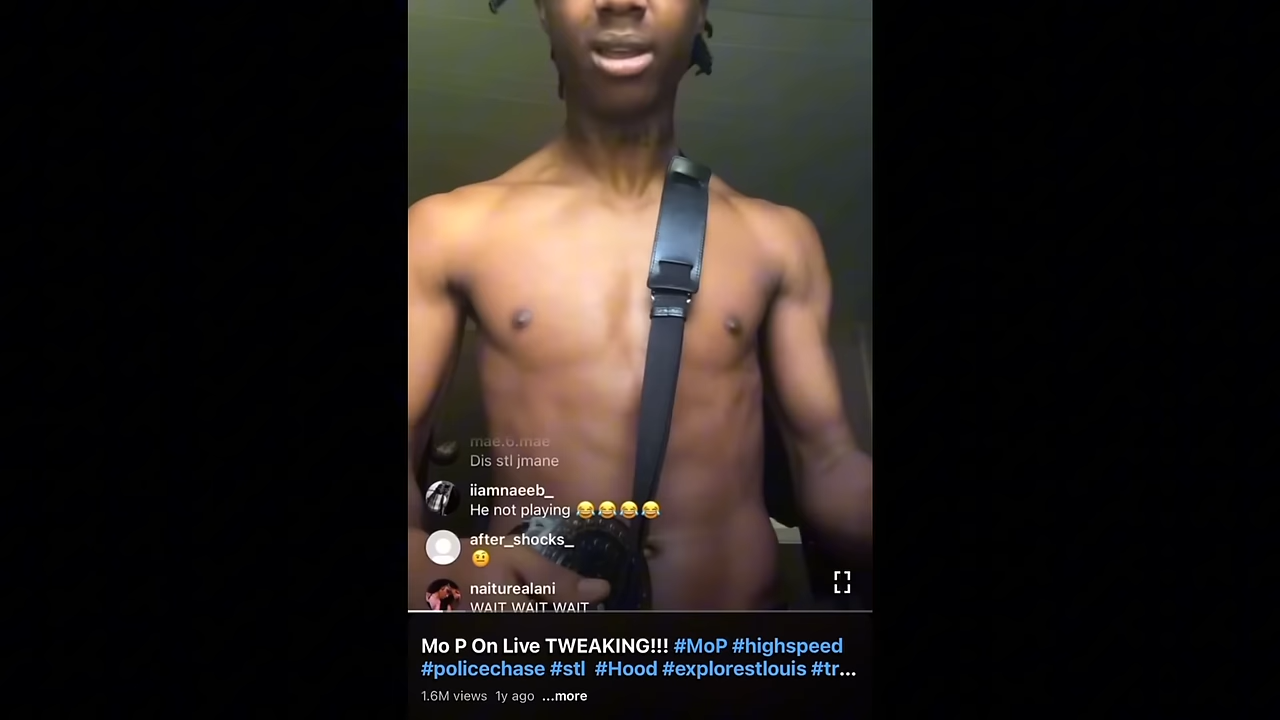 mae.6.mae
Dis stl jmane
iiamnaeeb_
He not playing 😂😂😂😂
after_shocks_
🤨
naiturealani
WAIT WAIT WAIT
Mo P On Live TWEAKING!!! #MoP #highspeed
#policechase #stl #Hood #explorestlouis #tr...
1.6M views 1y ago ...more